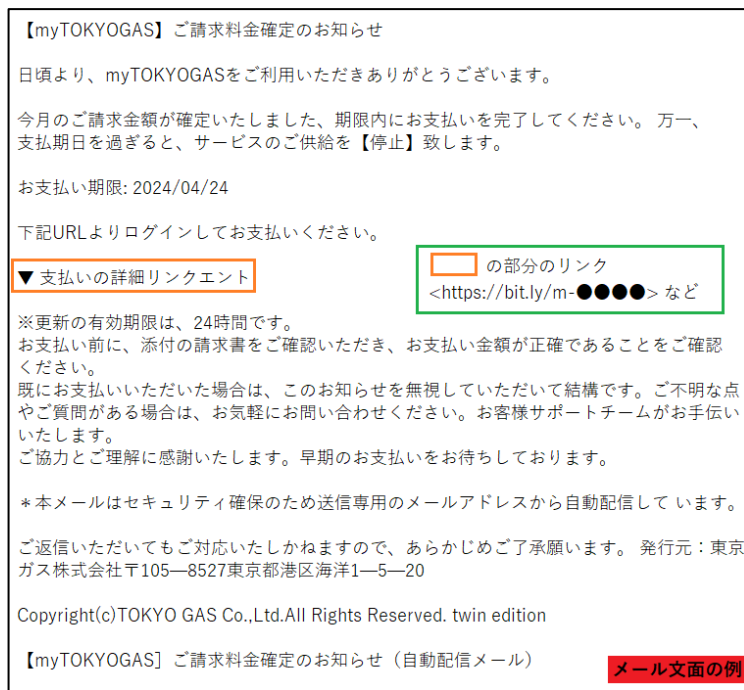 【myTOKYOGAS】ご請求料金確定のお知らせ
日頃より、myTOKYOGASをご利用いただきありがとうございます。
今月のご請求金額が確定いたしました、期限内にお支払いを完了してください。 万一、
支払期日を過ぎると、サービスのご供給を【停止】致します。
お支払い期限: 2024/04/24
下記URLよりログインしてお支払いください。
▼ 支払いの詳細リンクエント
の部分のリンク
<https://bit.ly/m-●●●●> など
※更新の有効期限は、24時間です。
お支払い前に、添付の請求書をご確認いただき、お支払い金額が正確であることをご確認
ください。
既にお支払いいただいた場合は、このお知らせを無視していただいて結構です。ご不明な点
やご質問がある場合は、お気軽にお問い合わせください。お客様サポートチームがお手伝い
いたします。
ご協力とご理解に感謝いたします。早期のお支払いをお待ちしております。
＊本メールはセキュリティ確保のため送信専用のメールアドレスから自動配信して います。
ご返信いただいてもご対応いたしかねますので、あらかじめご了承願います。 発行元：東京
ガス株式会社〒105—8527東京都港区海洋1—5—20
Copyright(c)TOKYO GAS Co.,Ltd.All Rights Reserved. twin edition
【myTOKYOGAS］ご請求料金確定のお知らせ（自動配信メール）
メール文面の例